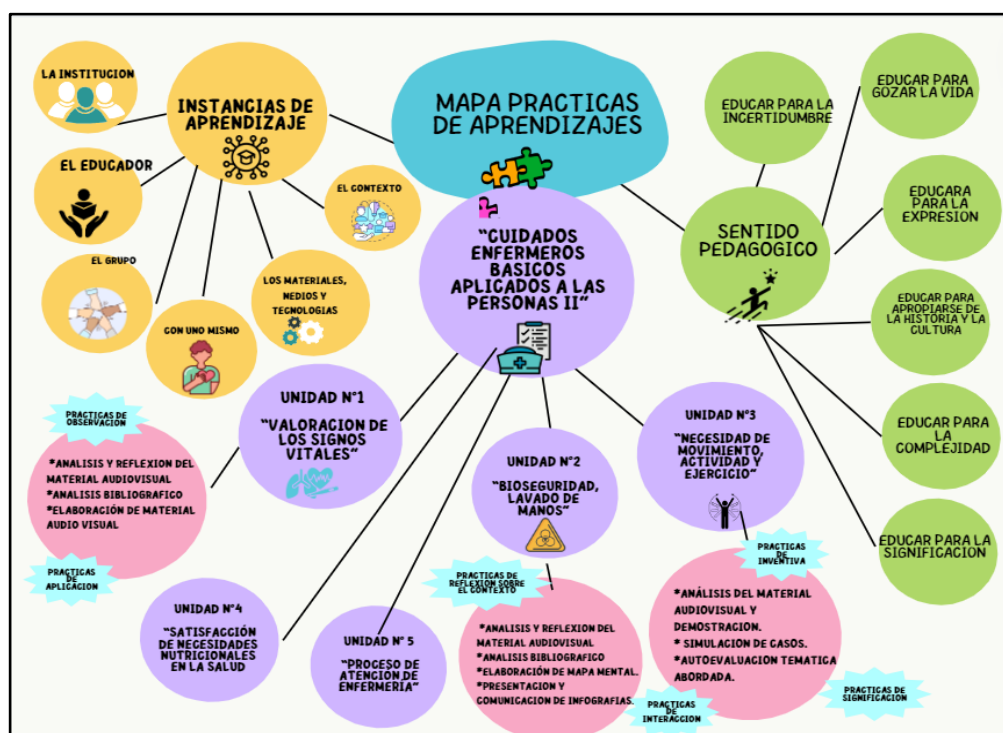 MAPA PRACTICAS
DE APRENDIZAJES
"CUIDADOS
ENFERMEROS
BASICOS
APLICADOS A LAS
PERSONAS II"
INSTANCIAS DE
APRENDIZAJE
LA INSTITUCION
EL EDUCADOR
EL GRUPO
CON UNO MISMO
LOS MATERIALES,
NEDIOS Y
TECNOLOGIAS
EL CONTEXTO
SENTIDO
PEDAGOGICO
EDUCAR PARA LA
INCERTIDUMBRE
EDUCAR PARA
GOZAR LA VIDA
EDUCARA
PARA LA
EXPRESION
EDUCAR PARA
APROPIARSE DE
LA HISTORIA Y LA
CULTURA
EDUCAR PARA
LA
COMPLEJIDAD
EDUCAR PARA LA
SIGNIFICACION
UNIDAD N°1
"VALORACION DE
LOS SIGNOS
VITALES"
PRACTICAS DE
OBSERVACION
*ANALISIS Y REFLEXION DEL
MATERIAL AUDIOVISUAL
*ANALISIS BIBLIOGRAFICO
*ELABORACIÓN DE MATERIAL
AUDIO VISUAL
PRACTICAS
DE
APLICACION
UNIDAD N°2
"BIOSEGURIDAD,
LAVADO DE
MANOS"
PRACTICAS DE
REFLEXION SOBRE
EL CONTEXTO
*ANALISIS Y REFLEXION DEL
MATERIAL AUDIOVISUAL
*ANALISIS BIBLIOGRAFICO
*ELABORACIÓN DE MAPA MENTAL.
*PRESENTACION Y
COMUNICACION DE INFOGRAFIAS.
PRACTICAS
DE
INTERACCION
UNIDAD N°3
"NECESIDAD DE
MOVIMIENTO,
ACTIVIDAD Y
EJERCICIO"
PRACTICAS
DE
INVENTIVA
*ANÁLISIS DEL MATERIAL
AUDIOVISUAL Y
DEMOSTRACION.
* SIMULACION DE CASOS.
*AUTOEVALUACION TEMATICA
ABORDADA.
PRACTICAS DE
SIGNIFICACION
UNIDAD N°4
"SATISFACCIÓN
DE NECESIDADES
NUTRICIONALES
EN LA SALUD"
UNIDAD N° 5
"PROCESO DE
ATENCION DE
ENFERMERIA"